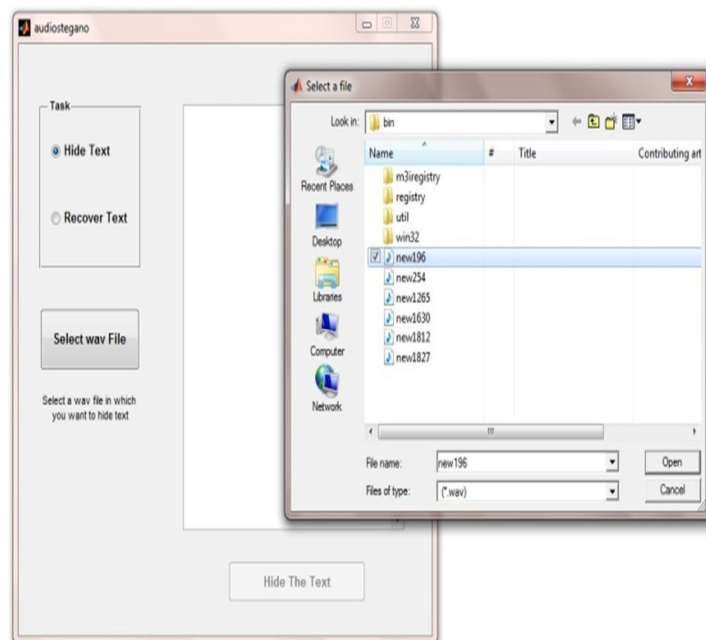 audiostegano
Task
Hide Text
Recover Text
Select wav File
Select a wav file in which
you want to hide text
Hide The Text
Select a file
Look in: bin
Recent Places
Desktop
Libraries
Computer
Network
Name # Title Contributing art
m3iregistry
registry
util
win32
new196
new254
new1265
new1630
new1812
new1827
File name: new196 Open
Files of type: (*.wav) Cancel